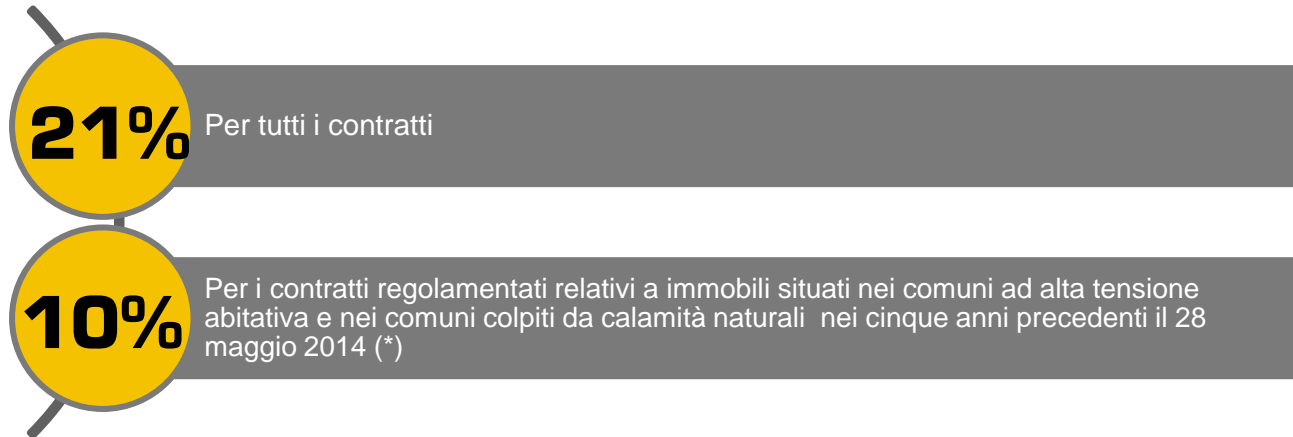 21%
Per tutti i contratti
10%
Per i contratti regolamentati relativi a immobili situati nei comuni ad alta tensione
abitativa e nei comuni colpiti da calamità naturali  nei cinque anni precedenti il 28
maggio 2014 (*)